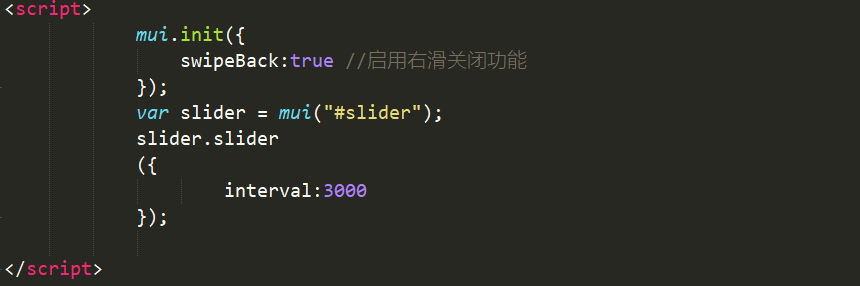 <script>
mui.init({
swipeBack:true //启用右滑关闭功能
});
var slider = mui("#slider");
slider.slider
({
interval:3000
});
</script>